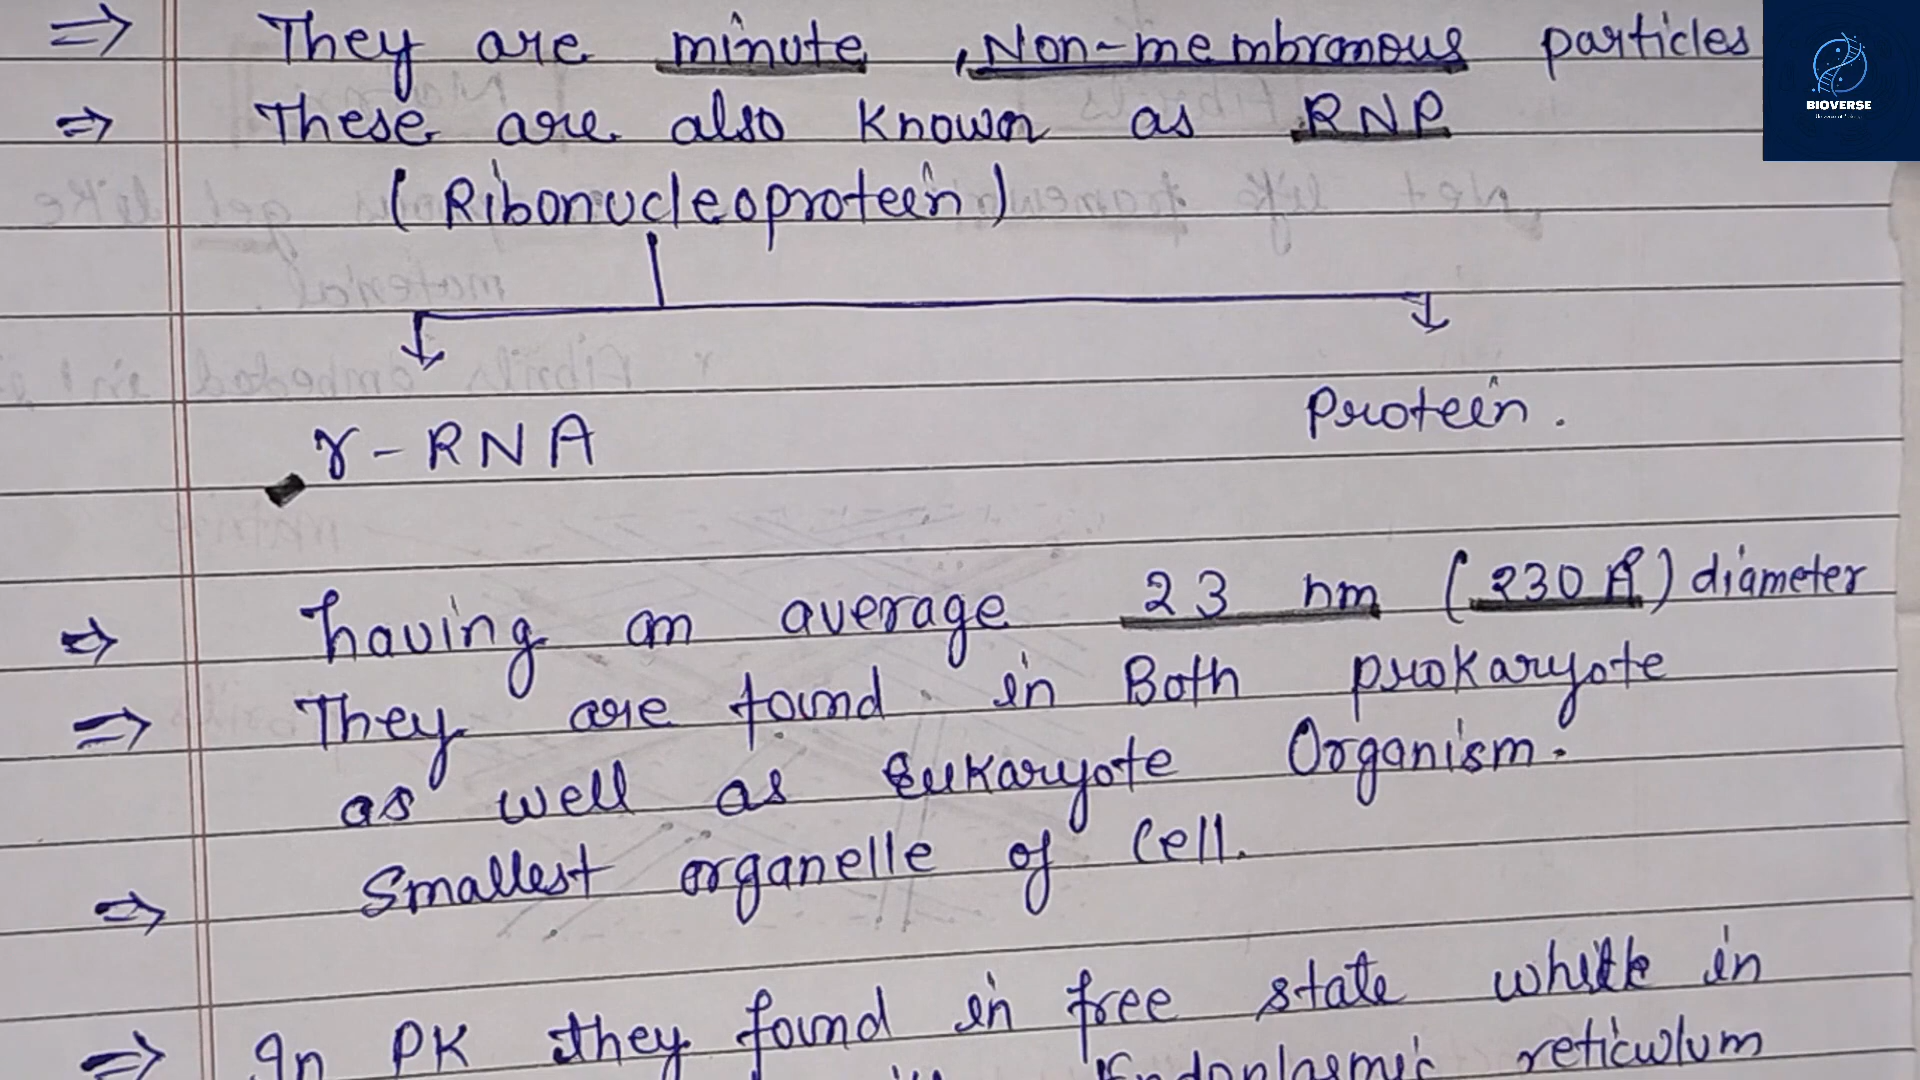 ⇒ They are minute, Non-membranous particles
⇒ These are also known as RNP
(Ribonucleoprotein)
r-RNA
Protein.
⇒ having an average 23 nm (230 Å) diameter
⇒ They are found in Both prokaryote
as well as Eukaryote Organism.
⇒ Smallest organelle of cell.
⇒ In PK they found in free state while in
Endoplasmic reticulum
BIOVERSE